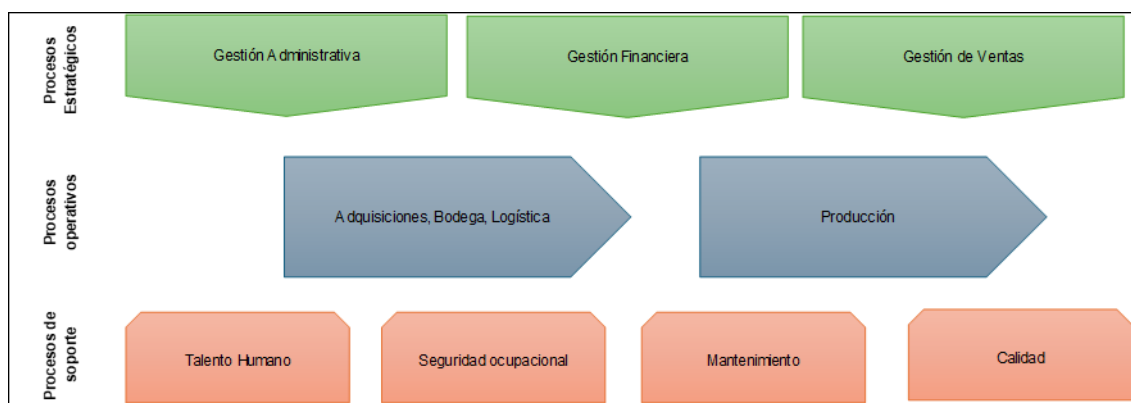 Procesos
Estratégicos
Gestión Administrativa
Gestión Financiera
Gestión de Ventas
Procesos
operativos
Adquisiciones, Bodega, Logística
Producción
Procesos de
soporte
Talento Humano
Seguridad ocupacional
Mantenimiento
Calidad